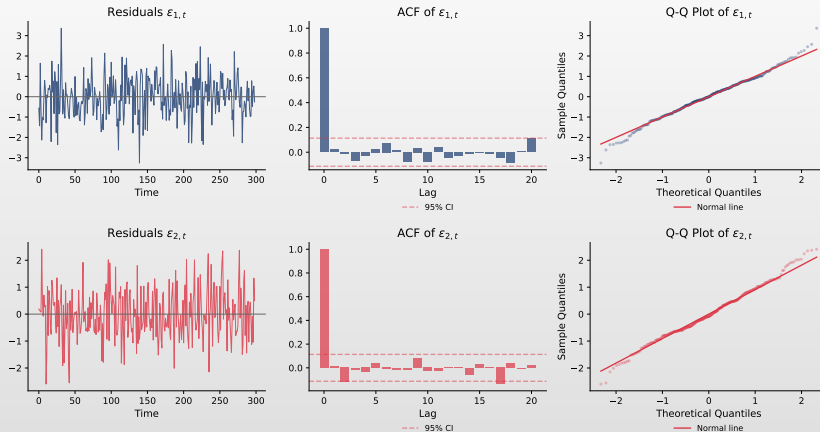 Residuals ε1,t
3
2
1
0
−1
−2
−3
0 50 100 150 200 250 300
Time
ACF of ε1,t
1.0
0.8
0.6
0.4
0.2
0.0
0 5 10 15 20
Lag
95% CI
Q-Q Plot of ε1,t
Sample Quantiles
3
2
1
0
−1
−2
−3
−2 −1 0 1 2
Theoretical Quantiles
Normal line
Residuals ε2,t
2
1
0
−1
−2
0 50 100 150 200 250 300
Time
ACF of ε2,t
1.0
0.8
0.6
0.4
0.2
0.0
0 5 10 15 20
Lag
95% CI
Q-Q Plot of ε2,t
Sample Quantiles
2
1
0
−1
−2
−2 −1 0 1 2
Theoretical Quantiles
Normal line